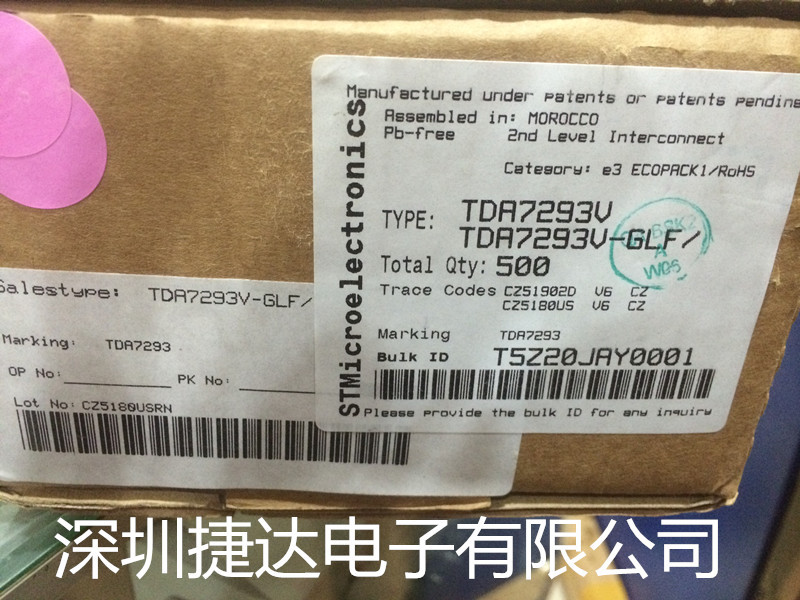 Manufactured under patents or patents pending
Assembled in: MOROCCO
Pb-free 2nd Level Interconnect
Category: e3 ECOPACK1/RoHS
STMicroelectronics
TYPE: TDA7293V
TDA7293V-GLF/
Total Qty: 500
Trace Codes CZ51902D V6 CZ
CZ5180US V6 CZ
Marking TDA7293
Bulk ID T5Z20JAY0001
Please provide the bulk ID for any inquiry
Salestype: TDA7293V-GLF/
Marking: TDA7293
OP No: PK No:
Lot No: CZ5180USRN
A
W06
深圳捷达电子有限公司